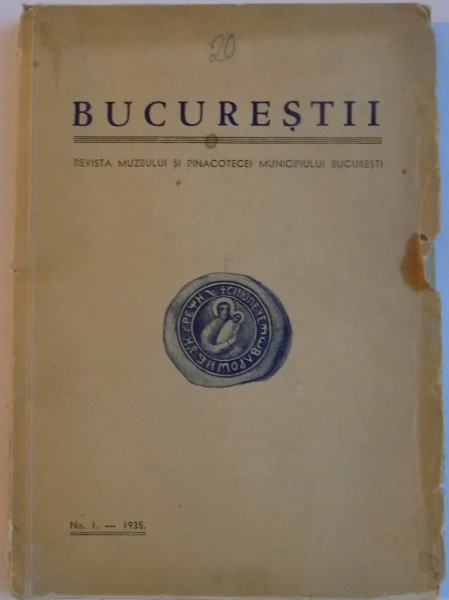 20
BUCUREȘTII
REVISTA MUZEULUI ȘI PINACOTECEI MUNICIPIULUI BUCUREȘTI
No. 1. — 1935.